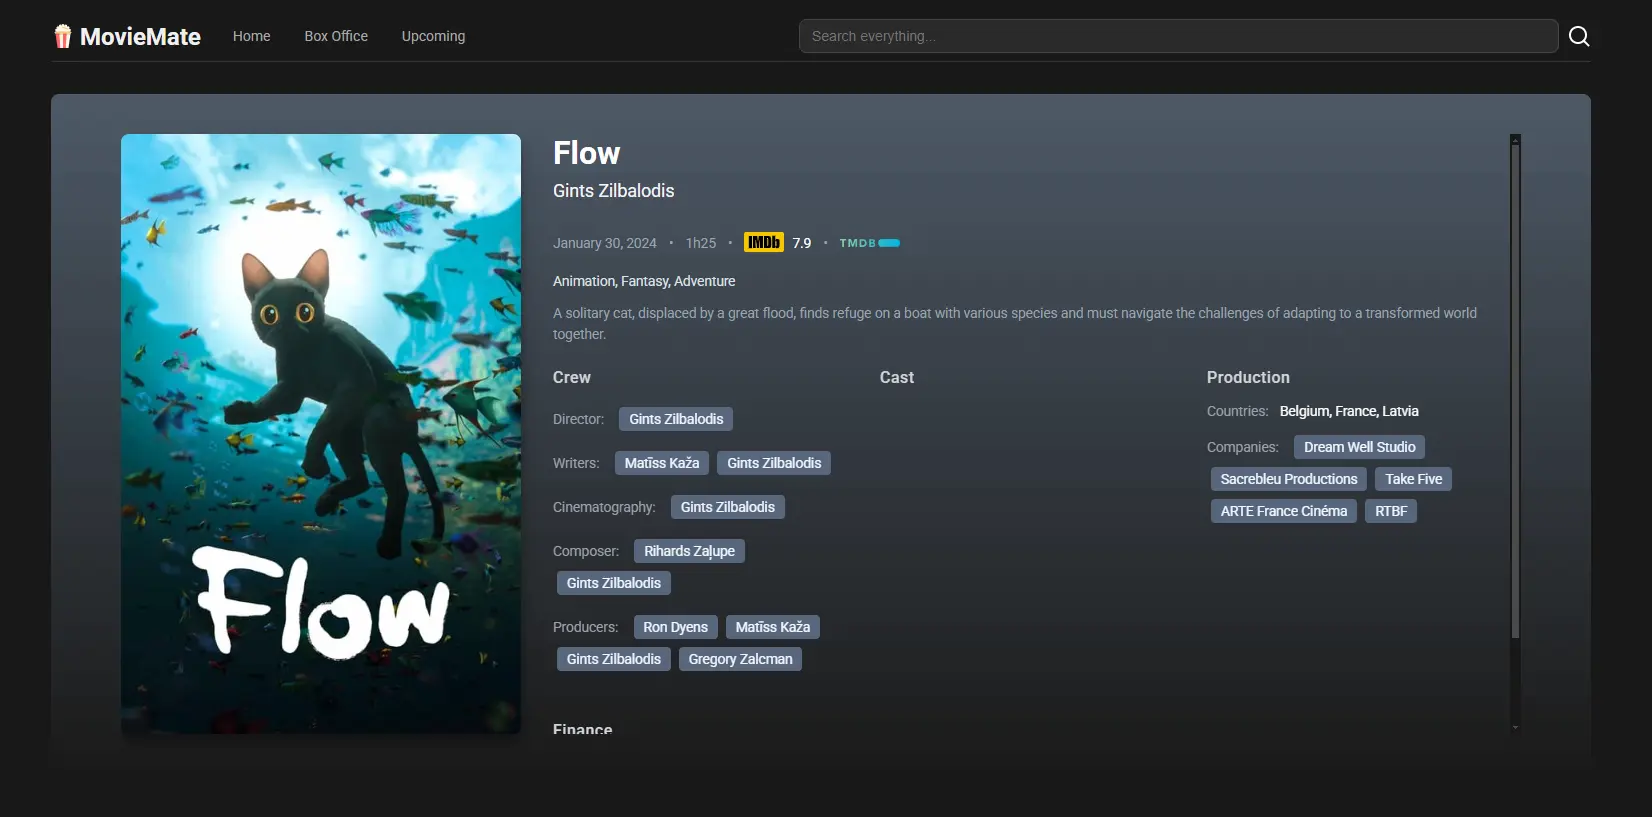 MovieMate Home Box Office Upcoming Search everything...
Flow
Gints Zilbalodis
January 30, 2024 • 1h25 • IMDb 7.9 • TMDB
Animation, Fantasy, Adventure
A solitary cat, displaced by a great flood, finds refuge on a boat with various species and must navigate the challenges of adapting to a transformed world
together.
Crew
Director: Gints Zilbalodis
Writers: Matīss Kaža Gints Zilbalodis
Cinematography: Gints Zilbalodis
Composer: Rihards Zaļupe
Gints Zilbalodis
Producers: Ron Dyens Matīss Kaža
Gints Zilbalodis Gregory Zalcman
Cast
Production
Countries: Belgium, France, Latvia
Companies: Dream Well Studio
Sacrebleu Productions Take Five
ARTE France Cinéma RTBF
Finance
Flow